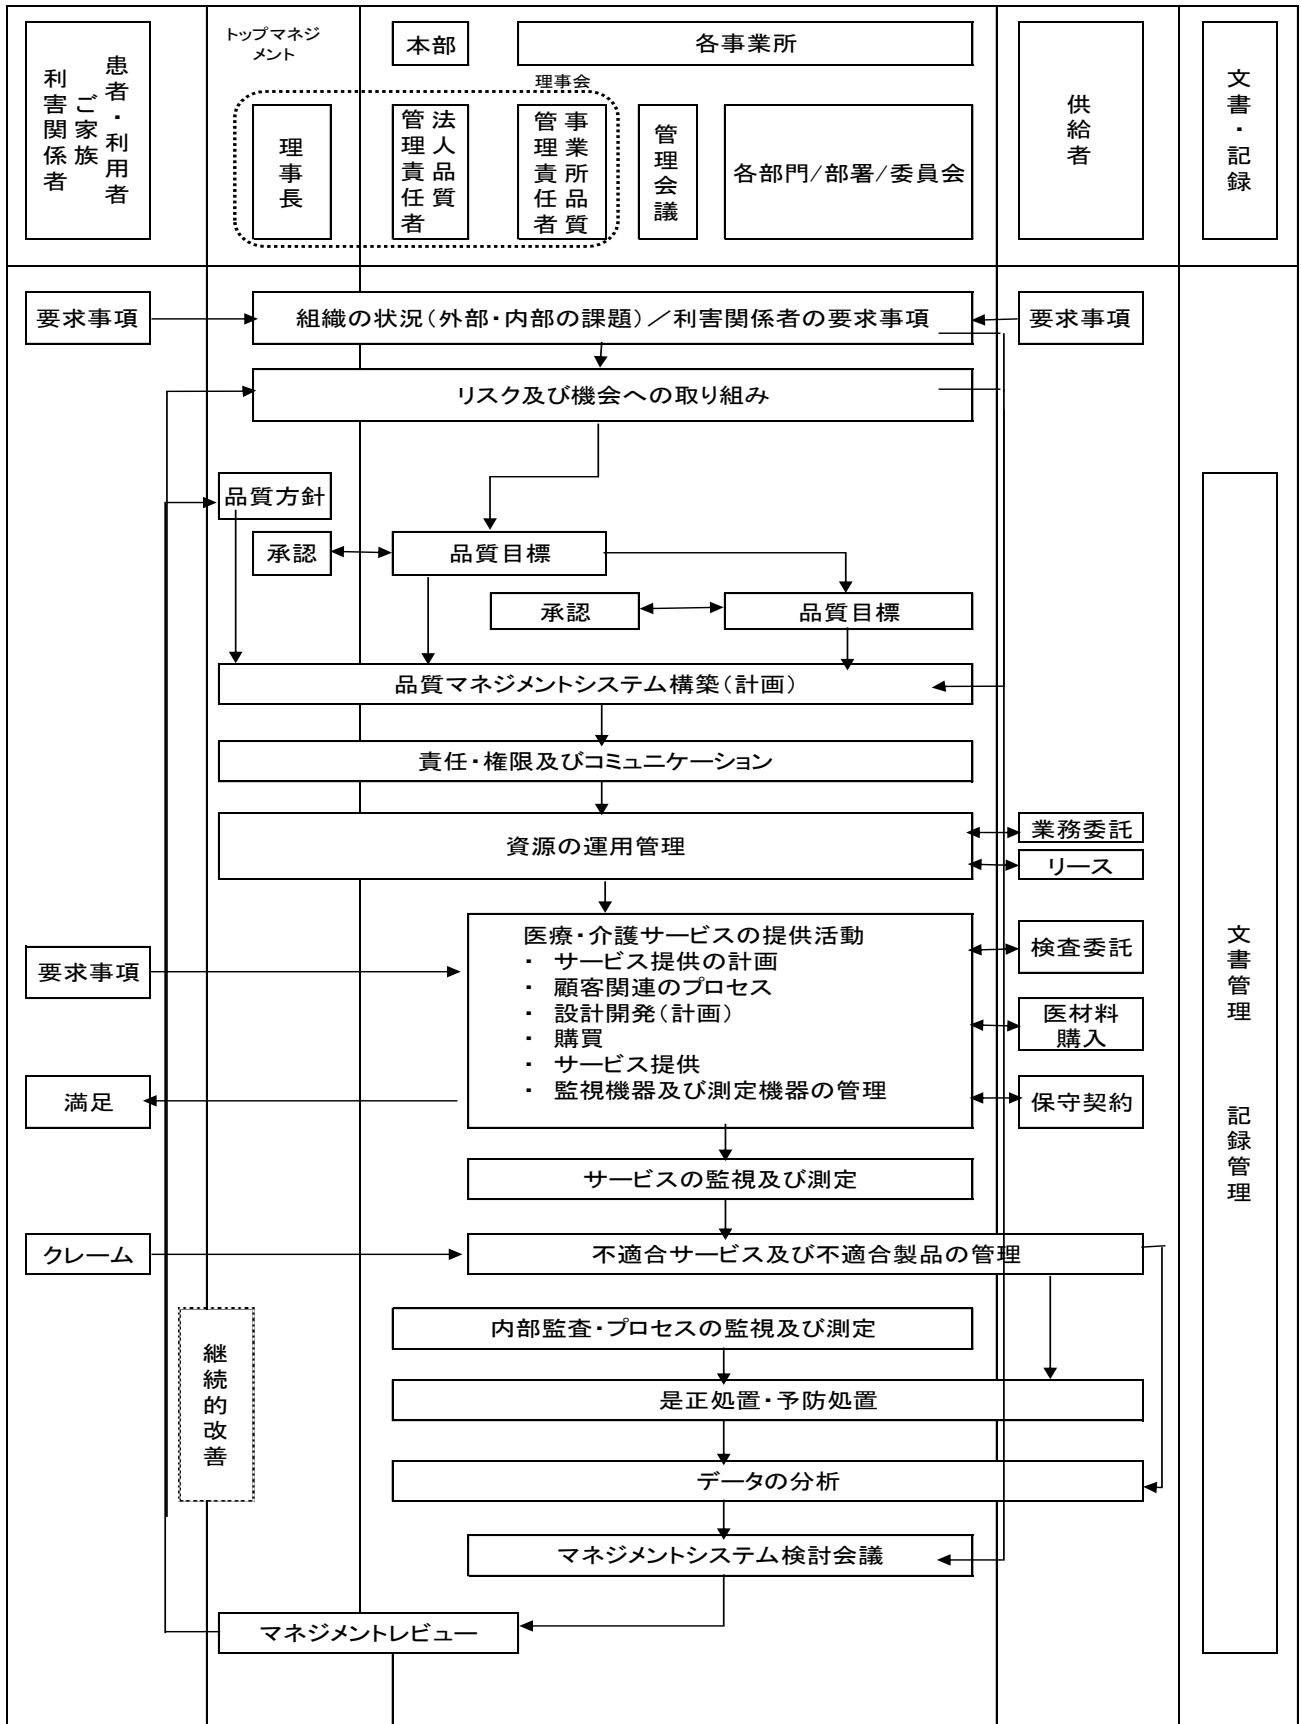 患者・利用者
ご家族
利害関係者
トップマネジ
メント
本部
各事業所
理事会
理事長
法人品質
管理責任者
事業所品質
管理責任者
管理会議
各部門/部署/委員会
供給者
文書・記録
要求事項
組織の状況（外部・内部の課題）／利害関係者の要求事項
要求事項
リスク及び機会への取り組み
品質方針
承認
品質目標
承認
品質目標
品質マネジメントシステム構築（計画）
責任・権限及びコミュニケーション
資源の運用管理
業務委託
リース
医療・介護サービスの提供活動
・ サービス提供の計画
・ 顧客関連のプロセス
・ 設計開発（計画）
・ 購買
・ サービス提供
・ 監視機器及び測定機器の管理
要求事項
満足
検査委託
医材料
購入
保守契約
サービスの監視及び測定
クレーム
不適合サービス及び不適合製品の管理
内部監査・プロセスの監視及び測定
継続的改善
是正処置・予防処置
データの分析
マネジメントシステム検討会議
マネジメントレビュー
文書管理
記録管理